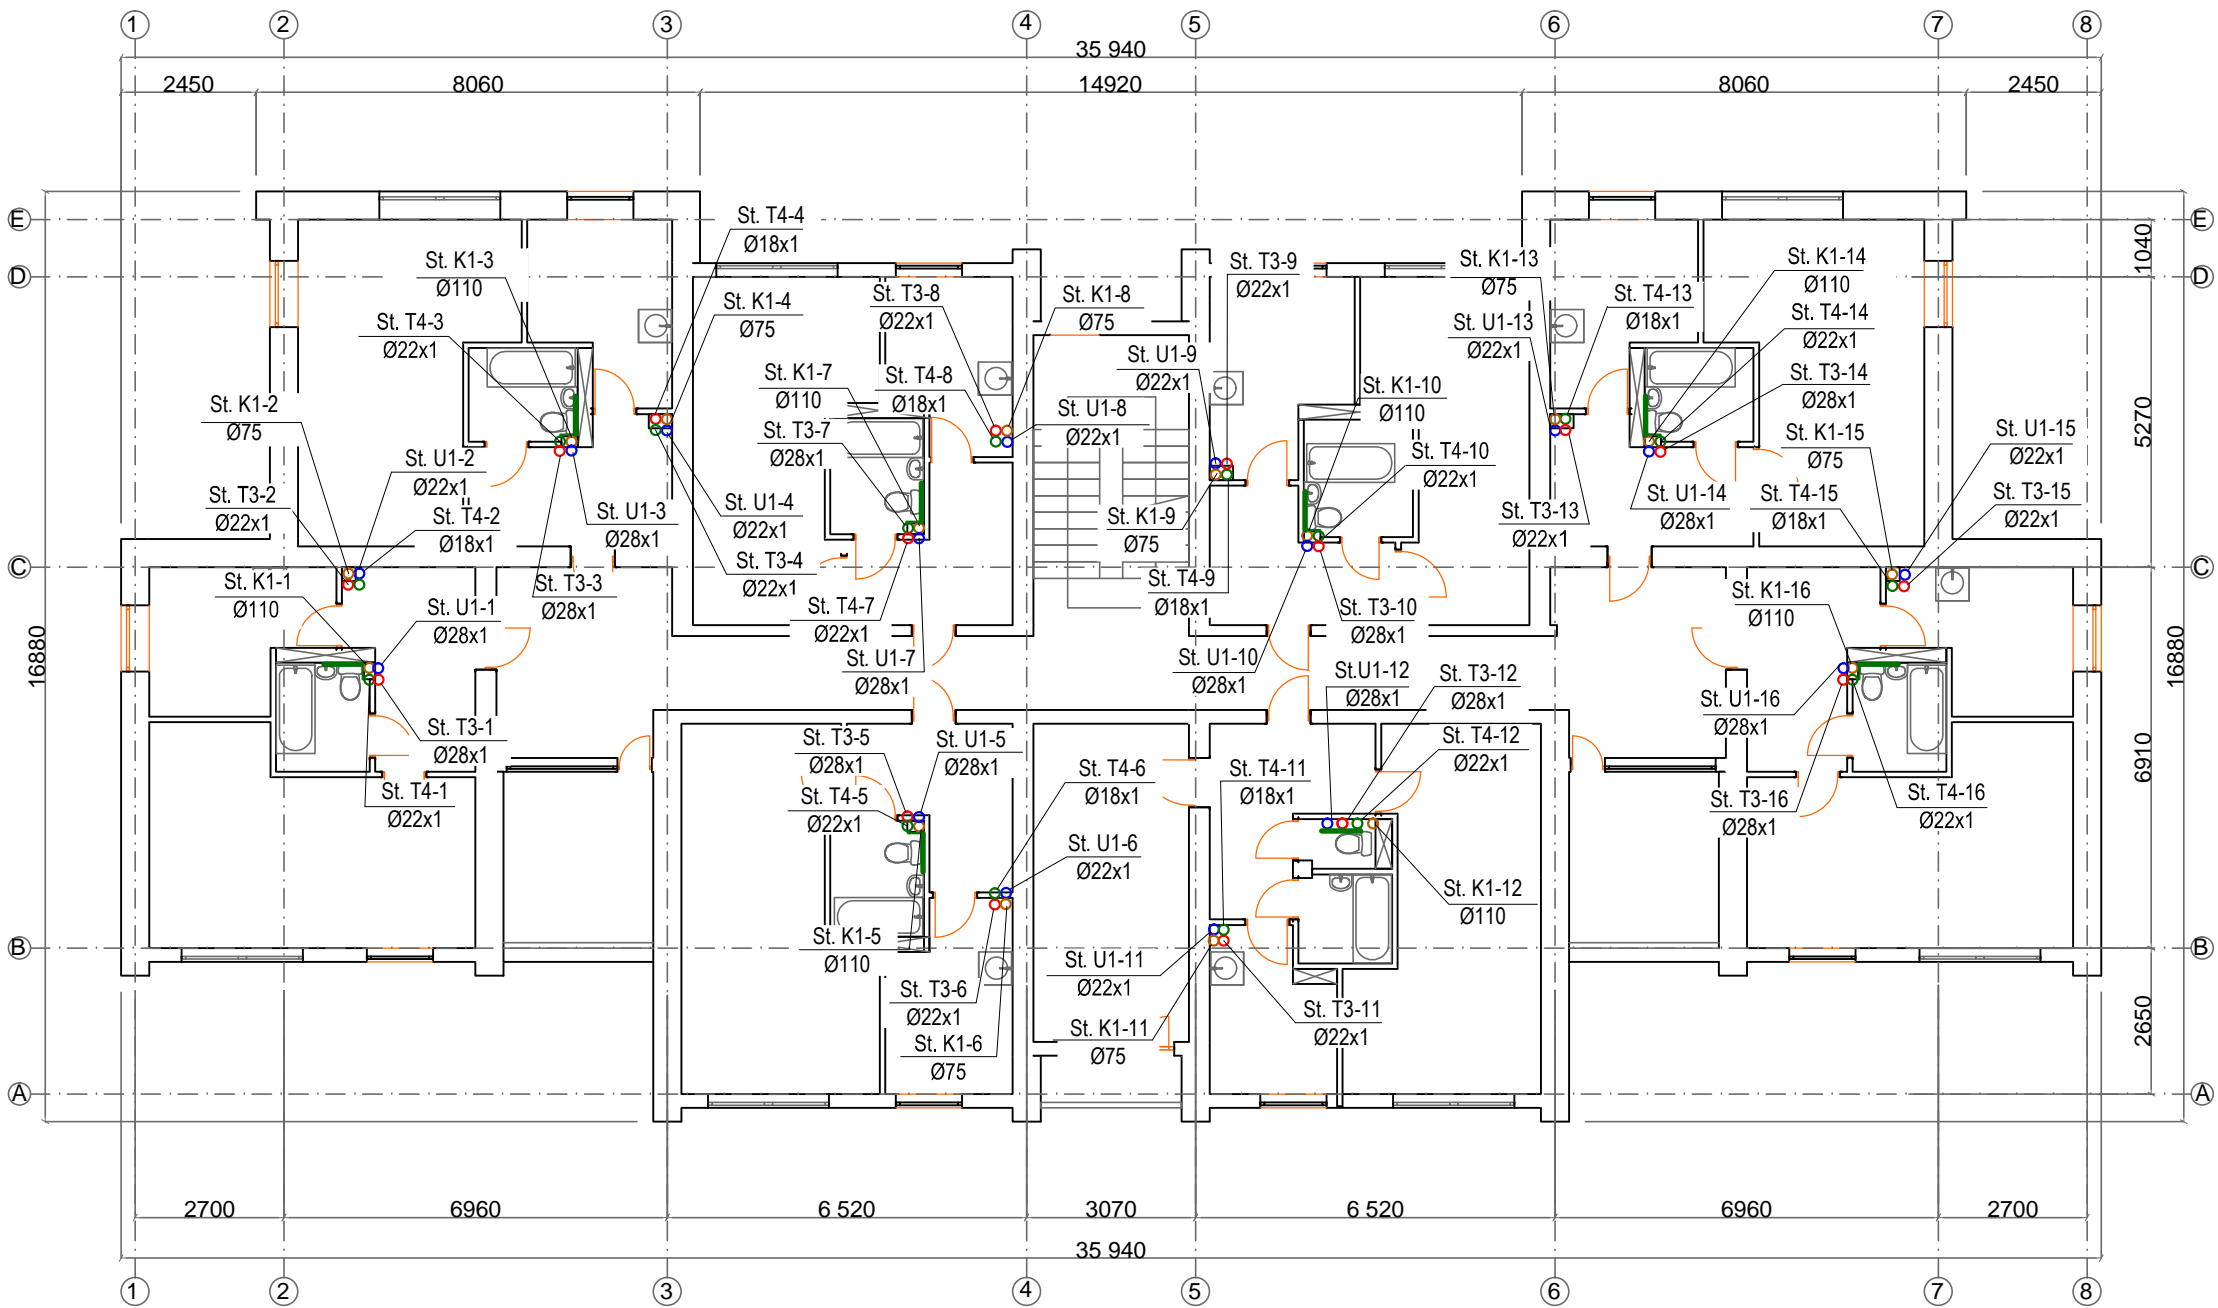 1 2 3 4 5 6 7 8
35 940
2450 8060 14920 8060 2450
E E
D D
C C
B B
A A
St. T4-4
Ø18x1
St. K1-3
Ø110
St. K1-4
Ø75
St. T3-8
Ø22x1
St. K1-8
Ø75
St. T3-9
Ø22x1
St. K1-13
Ø75
St. K1-14
Ø110
1040
St. T4-3
Ø22x1
St. T4-13
Ø18x1
St. T4-14
Ø22x1
St. U1-13
Ø22x1
St. U1-9
Ø22x1
St. K1-7
Ø110
St. T4-8
Ø18x1
St. K1-10
Ø110
St. T3-14
Ø28x1
St. K1-2
Ø75
St. U1-8
Ø22x1
St. T3-7
Ø28x1
St. K1-15
Ø75
St. U1-15
Ø22x1
5270
St. U1-2
Ø22x1
St. T4-10
Ø22x1
St. T3-2
Ø22x1
St. U1-4
Ø22x1
St. U1-14
Ø28x1
St. T4-15
Ø18x1
St. T3-15
Ø22x1
St. T4-2
Ø18x1
St. U1-3
Ø28x1
St. K1-9
Ø75
St. T3-13
Ø22x1
St. T3-4
Ø22x1
St. K1-1
Ø110
St. T3-3
Ø28x1
St. T4-9
Ø18x1
St. K1-16
Ø110
St. U1-1
Ø28x1
St. T4-7
Ø22x1
St. T3-10
Ø28x1
16880
16880
St. U1-7
Ø28x1
St. U1-10
Ø28x1
St.U1-12
Ø28x1
St. T3-12
Ø28x1
St. U1-16
Ø28x1
St. T3-1
Ø28x1
St. T3-5
Ø28x1
St. U1-5
Ø28x1
St. T4-12
Ø22x1
6910
St. T4-6
Ø18x1
St. T4-11
Ø18x1
St. T4-1
Ø22x1
St. T4-5
Ø22x1
St. T3-16
Ø28x1
St. T4-16
Ø22x1
St. U1-6
Ø22x1
St. K1-12
Ø110
St. K1-5
Ø110
St. U1-11
Ø22x1
St. T3-6
Ø22x1
St. T3-11
Ø22x1
2650
St. K1-11
Ø75
St. K1-6
Ø75
2700 6960 6 520 3070 6 520 6960 2700
35 940
1 2 3 4 5 6 7 8